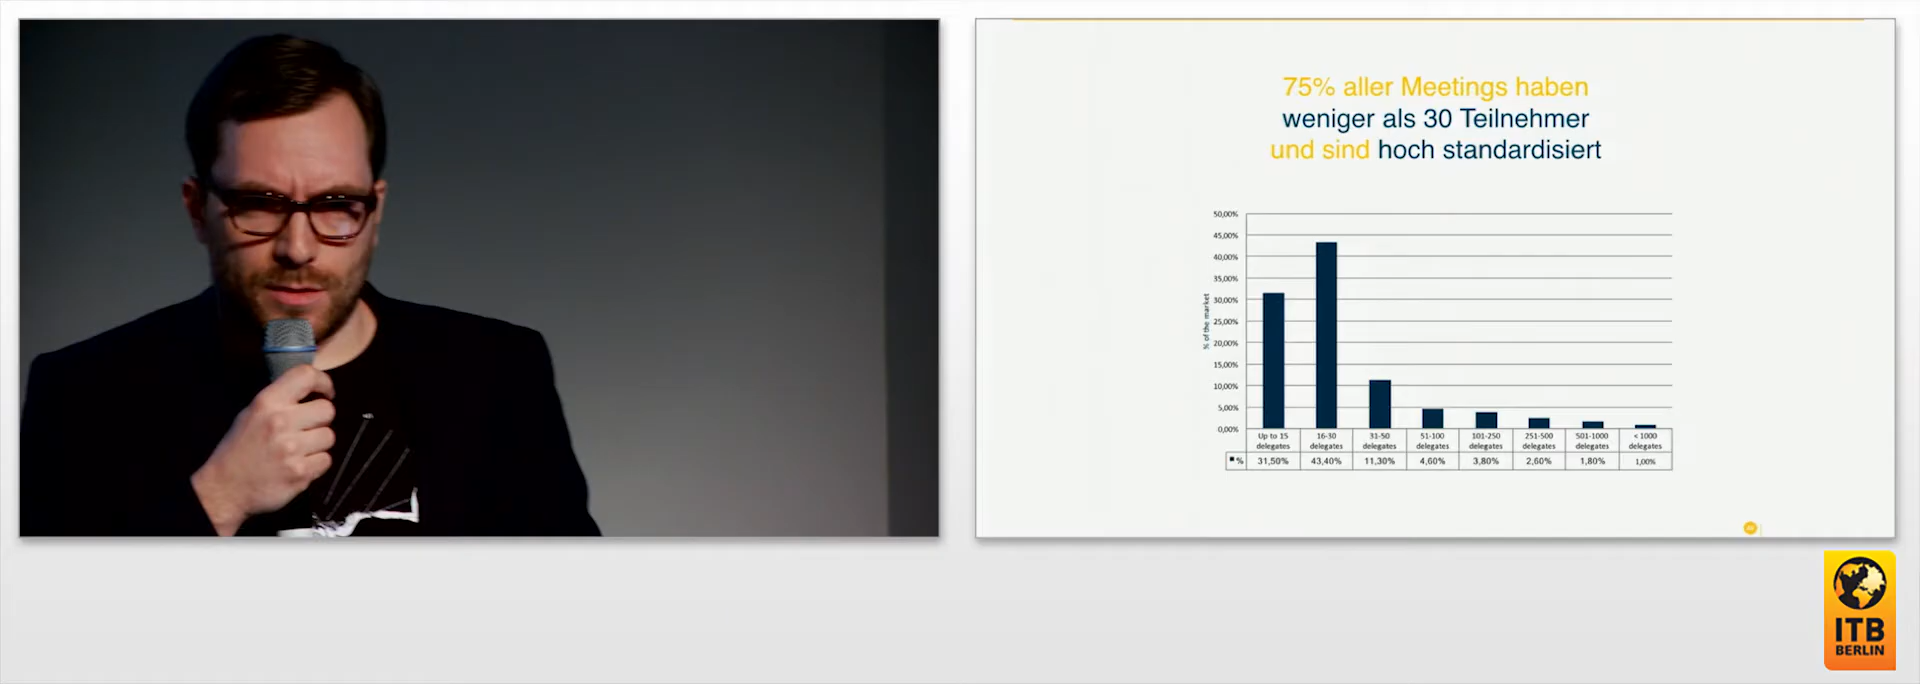 75% aller Meetings haben
weniger als 30 Teilnehmer
und sind hoch standardisiert
50,00%
45,00%
40,00%
35,00%
30,00%
25,00%
20,00%
15,00%
10,00%
5,00%
0,00%
% of the market
Up to 15 delegates
16-30 delegates
31-50 delegates
51-100 delegates
101-250 delegates
251-500 delegates
501-1000 delegates
< 1000 delegates
% 31,50% 43,40% 11,30% 4,60% 3,80% 2,60% 1,80% 1,00%
ITB
BERLIN